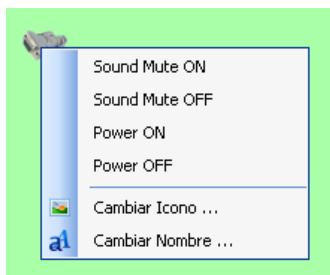 Sound Mute ON
Sound Mute OFF
Power ON
Power OFF
Cambiar Icono ...
Cambiar Nombre ...